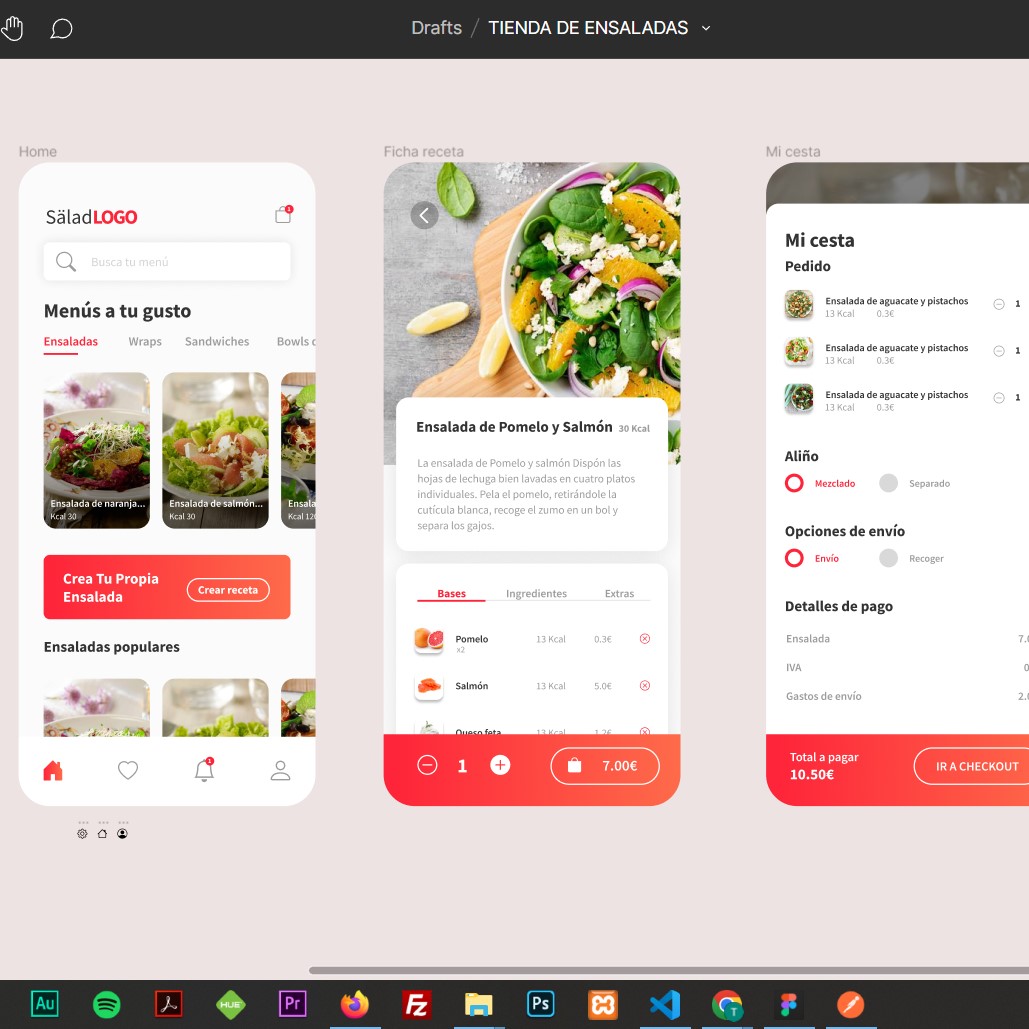 Drafts / TIENDA DE ENSALADAS
Home
SäladLOGO
1
Busca tu menú
Menús a tu gusto
Ensaladas Wraps Sandwiches Bowls
Ensalada de naranja...
Kcal 30
Ensalada de salmón...
Kcal 30
Ensala
Kcal 120
Crea Tu Propia
Ensalada
Crear receta
Ensaladas populares
1
Ficha receta
Ensalada de Pomelo y Salmón 30 Kcal
La ensalada de Pomelo y salmón Dispón las
hojas de lechuga bien lavadas en cuatro platos
individuales. Pela el pomelo, retirándole la
cutícula blanca, recoge el zumo en un bol y
separa los gajos.
Bases Ingredientes Extras
Pomelo 13 Kcal 0.3€
x2
Salmón 13 Kcal 5.0€
Queso feta 13 Kcal 1.2€
1 7.00€
Mi cesta
Mi cesta
Pedido
Ensalada de aguacate y pistachos
13 Kcal 0.3€
1
Ensalada de aguacate y pistachos
13 Kcal 0.3€
1
Ensalada de aguacate y pistachos
13 Kcal 0.3€
1
Aliño
Mezclado Separado
Opciones de envío
Envío Recoger
Detalles de pago
Ensalada 7.0
IVA 0
Gastos de envío 2.0
Total a pagar
10.50€
IR A CHECKOUT
Au HUE Pr Fz Ps T